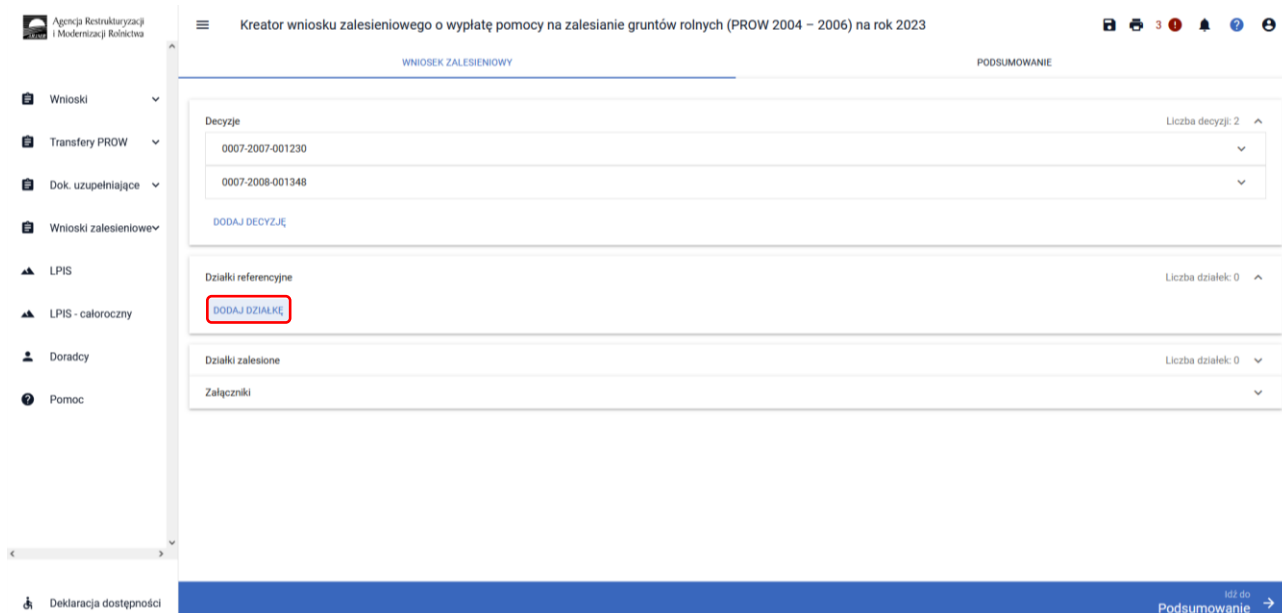 Agencja Restrukturyzacji
i Modernizacji Rolnictwa
Kreator wniosku zalesieniowego o wypłatę pomocy na zalesianie gruntów rolnych (PROW 2004 – 2006) na rok 2023
3
WNIOSEK ZALESIENIOWY
PODSUMOWANIE
Wnioski
Transfery PROW
Dok. uzupełniające
Wnioski zalesieniowe
LPIS
LPIS - całoroczny
Doradcy
Pomoc
Deklaracja dostępności
Decyzje
Liczba decyzji: 2
0007-2007-001230
0007-2008-001348
DODAJ DECYZJĘ
Działki referencyjne
Liczba działek: 0
DODAJ DZIAŁKĘ
Działki zalesione
Liczba działek: 0
Załączniki
Idź do
Podsumowanie